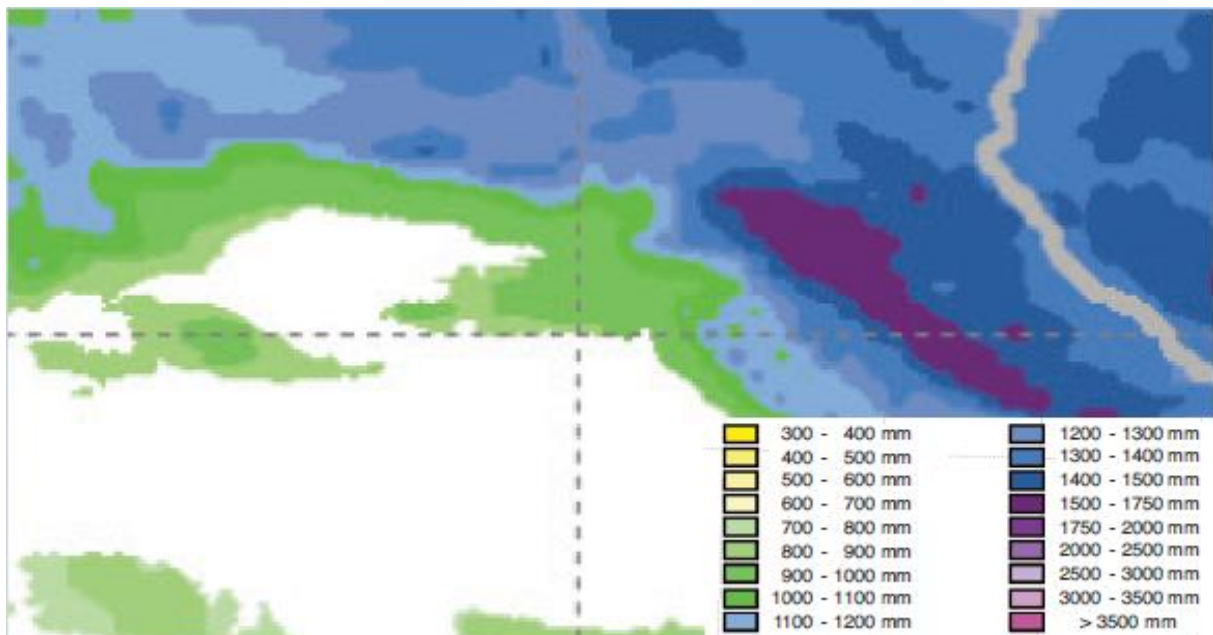 300 - 400 mm
400 - 500 mm
500 - 600 mm
600 - 700 mm
700 - 800 mm
800 - 900 mm
900 - 1000 mm
1000 - 1100 mm
1100 - 1200 mm
1200 - 1300 mm
1300 - 1400 mm
1400 - 1500 mm
1500 - 1750 mm
1750 - 2000 mm
2000 - 2500 mm
2500 - 3000 mm
3000 - 3500 mm
> 3500 mm